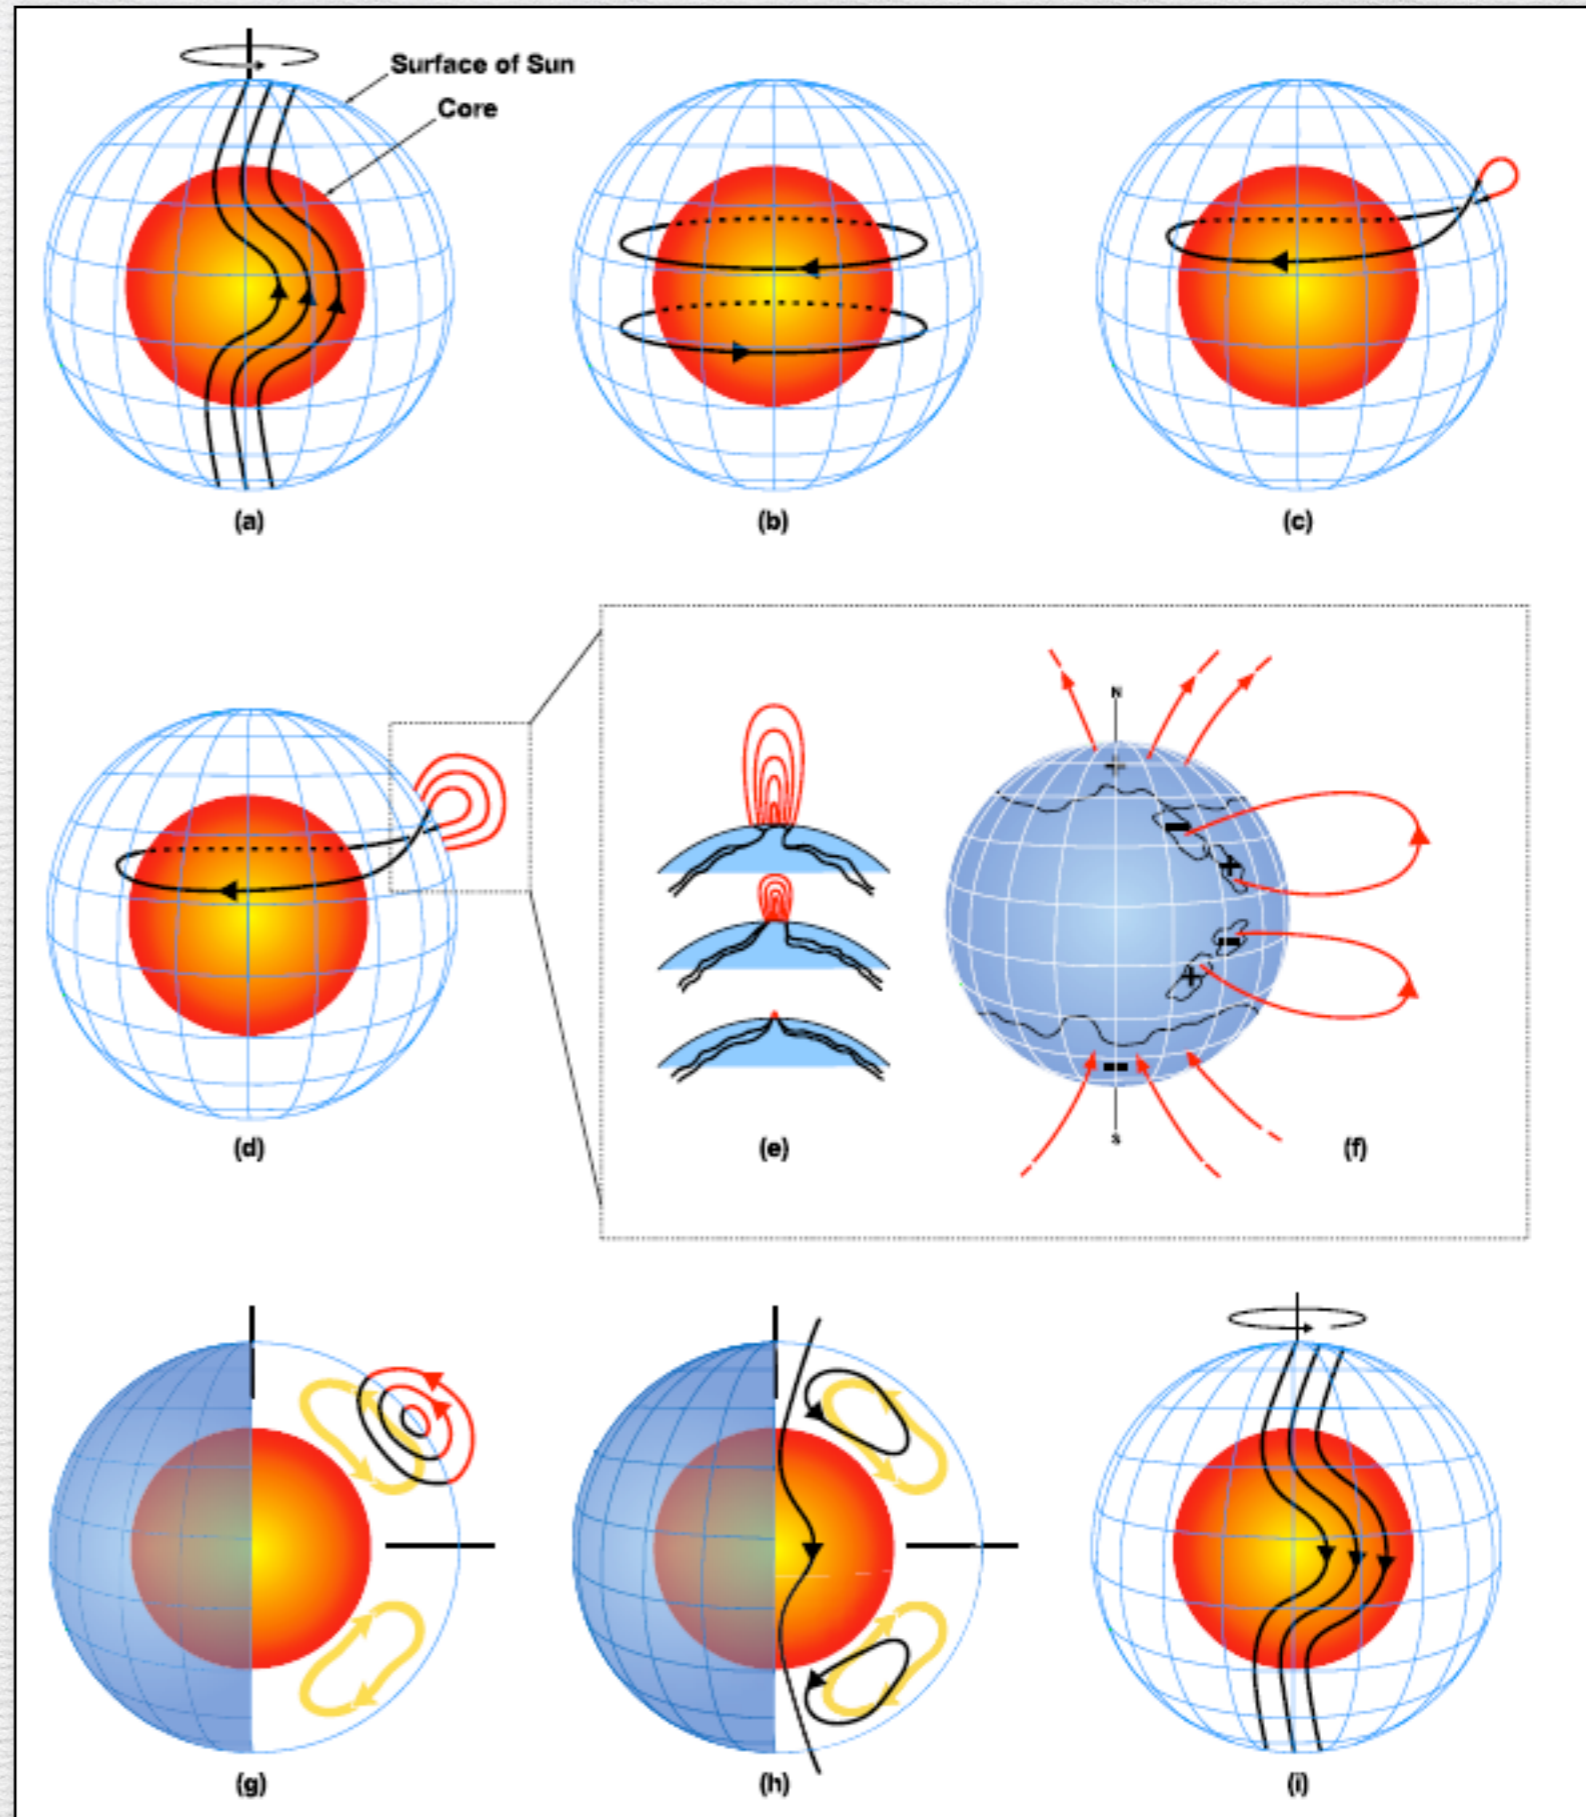 Surface of Sun
Core
(a)
(b)
(c)
(d)
(e)
N
+
-
+
-
+
-
S
(f)
(g)
(h)
(i)